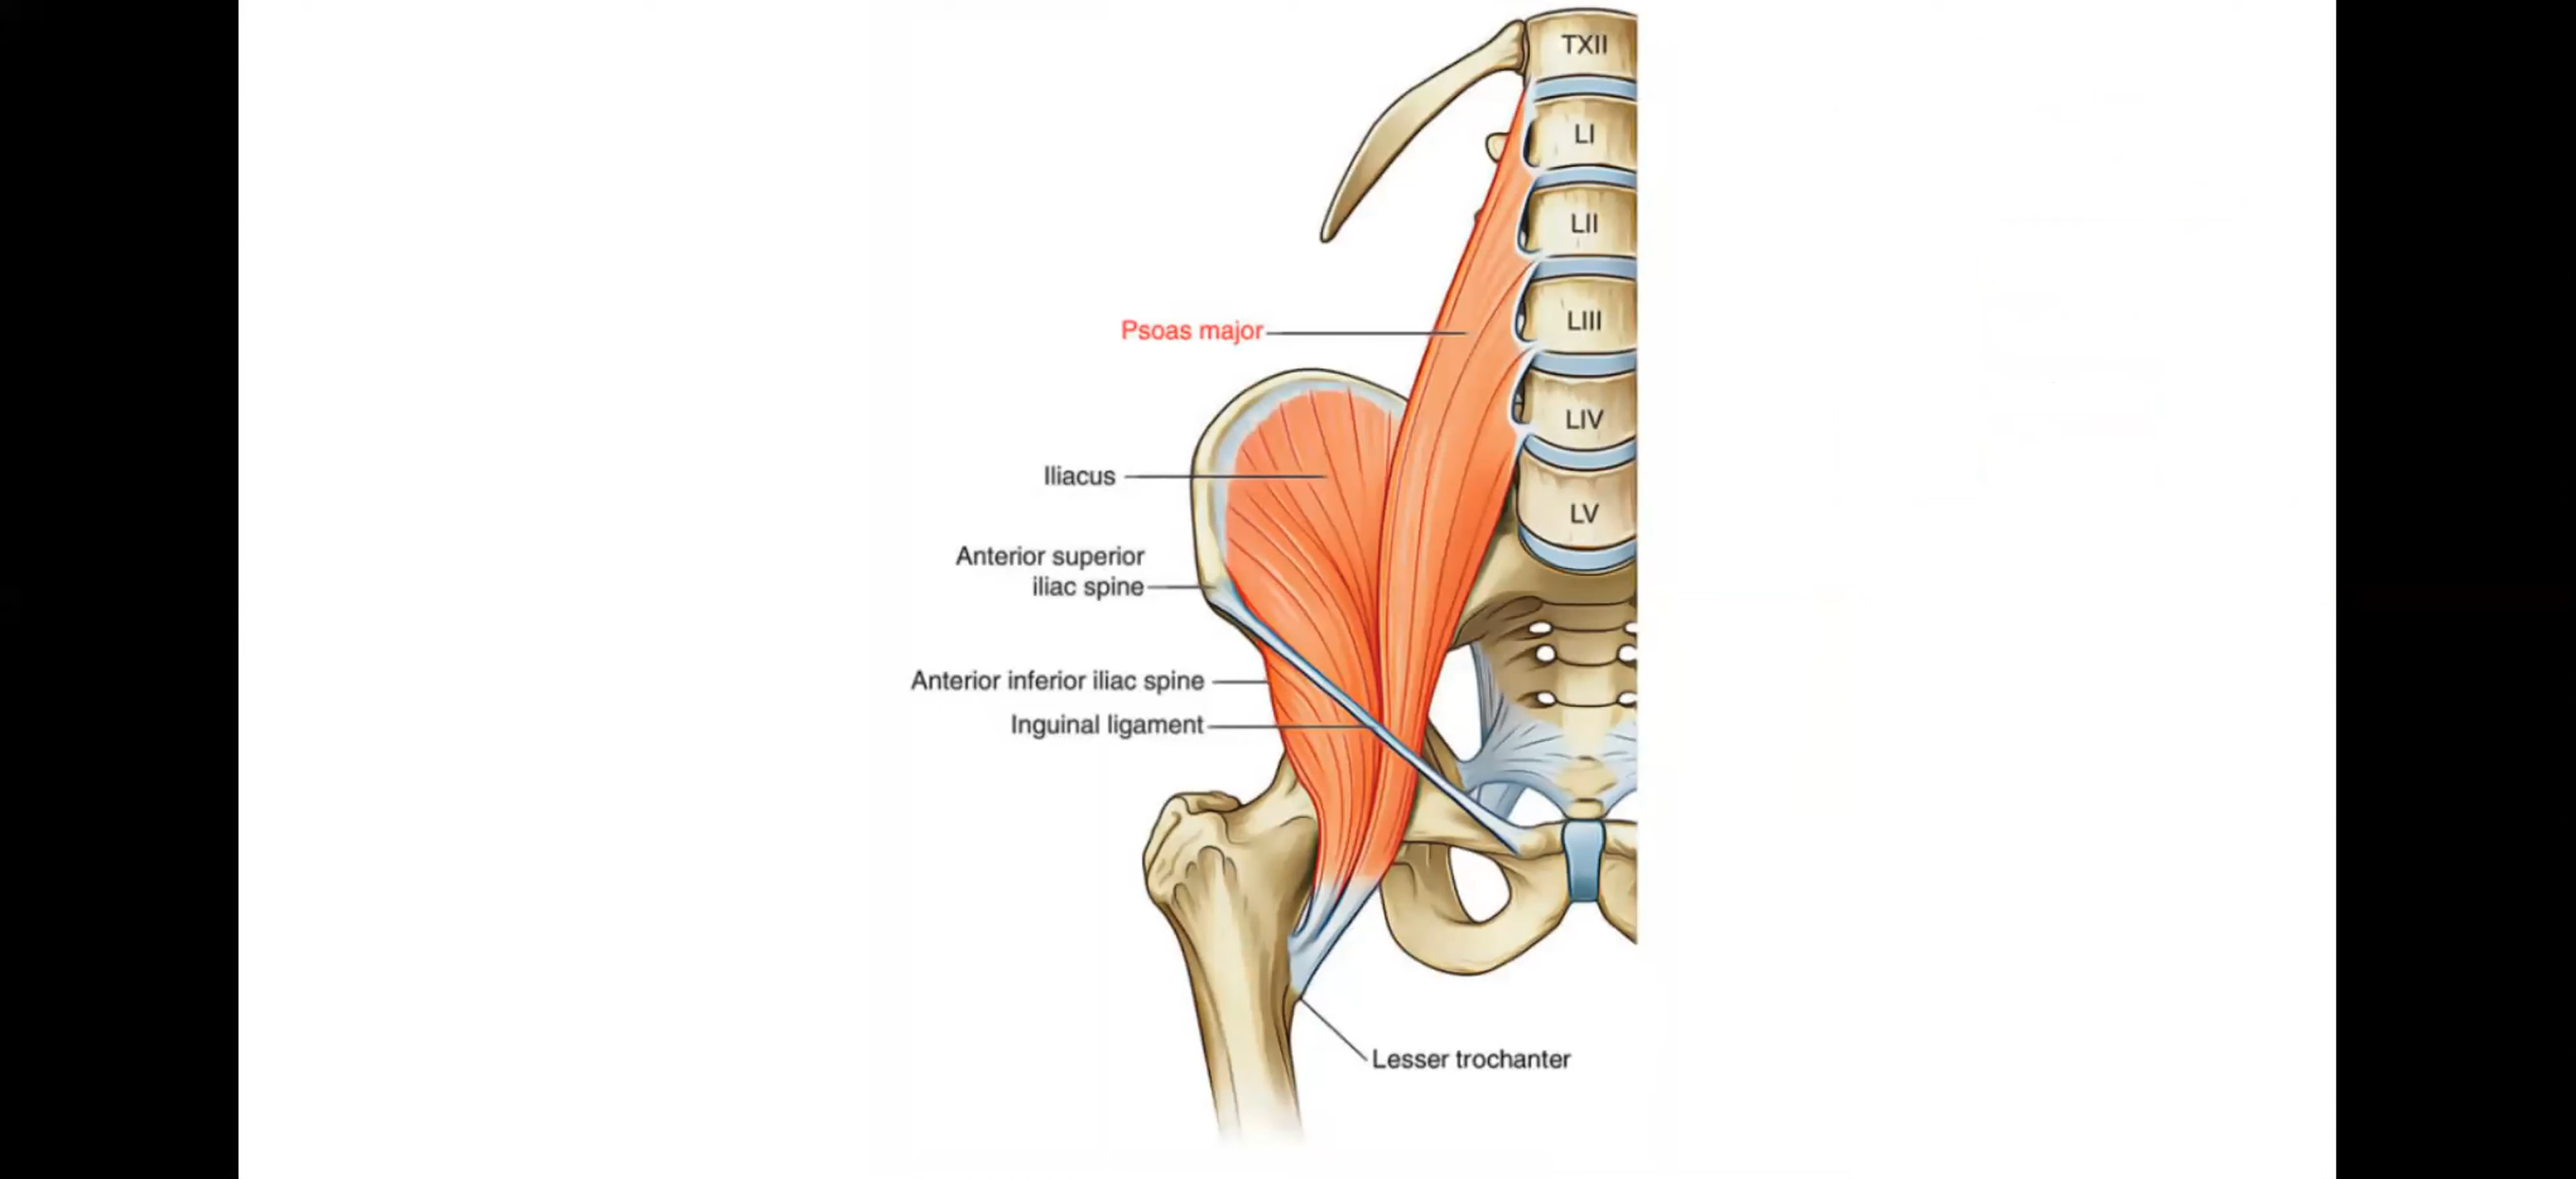 TXII
LI
LII
LIII
Psoas major
LIV
Iliacus
LV
Anterior superior
iliac spine
Anterior inferior iliac spine
Inguinal ligament
Lesser trochanter